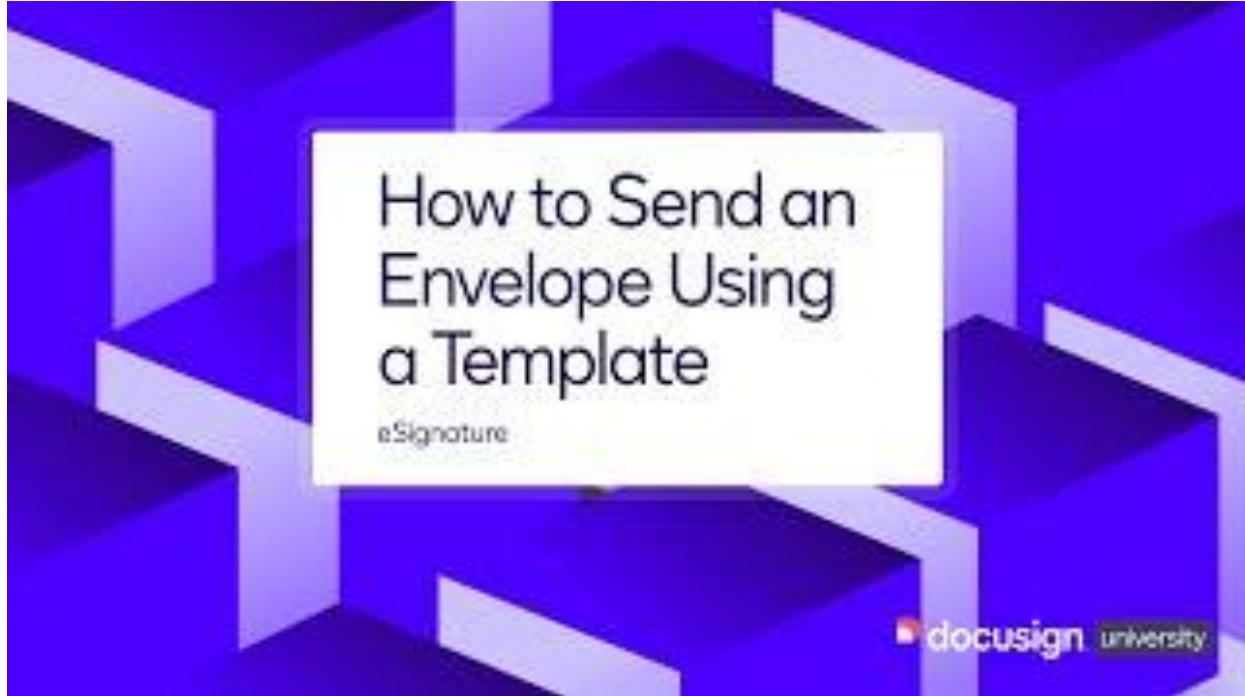 How to Send an
Envelope Using
a Template
eSignature
docusign university